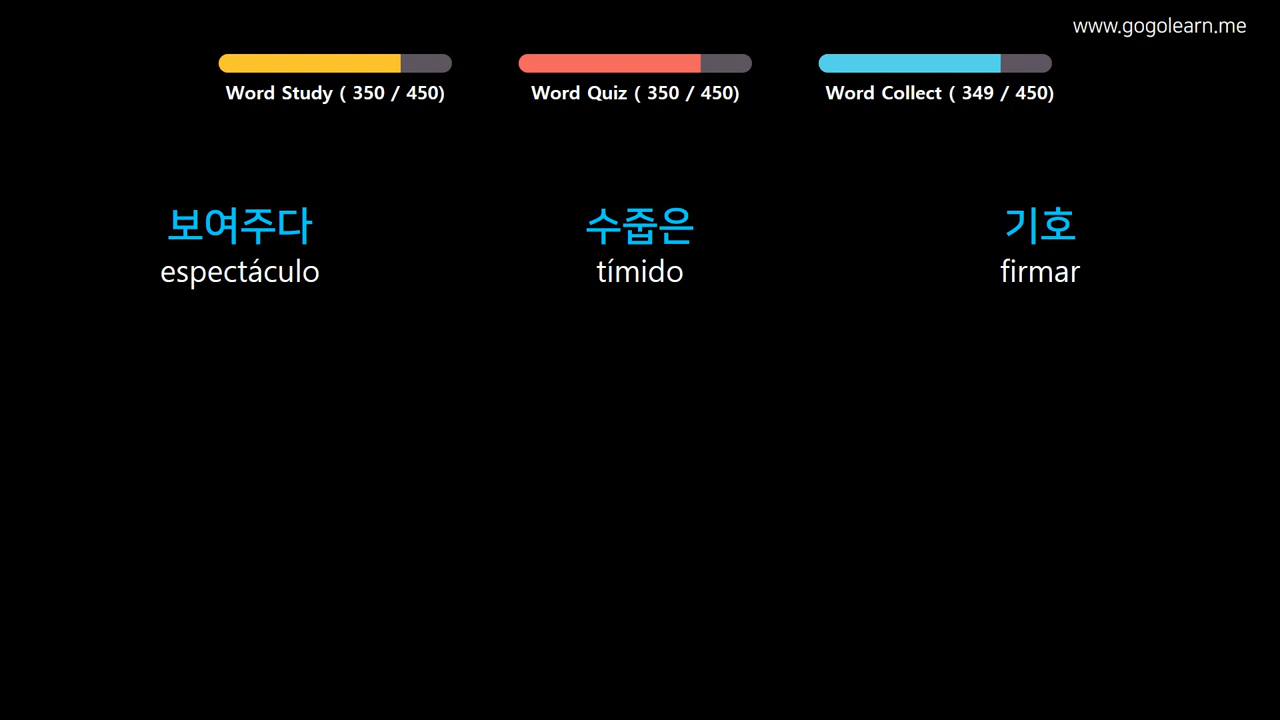 www.gogolearn.me
Word Study ( 350 / 450)
Word Quiz ( 350 / 450)
Word Collect ( 349 / 450)
보여주다
espectáculo
수줍은
tímido
기호
firmar